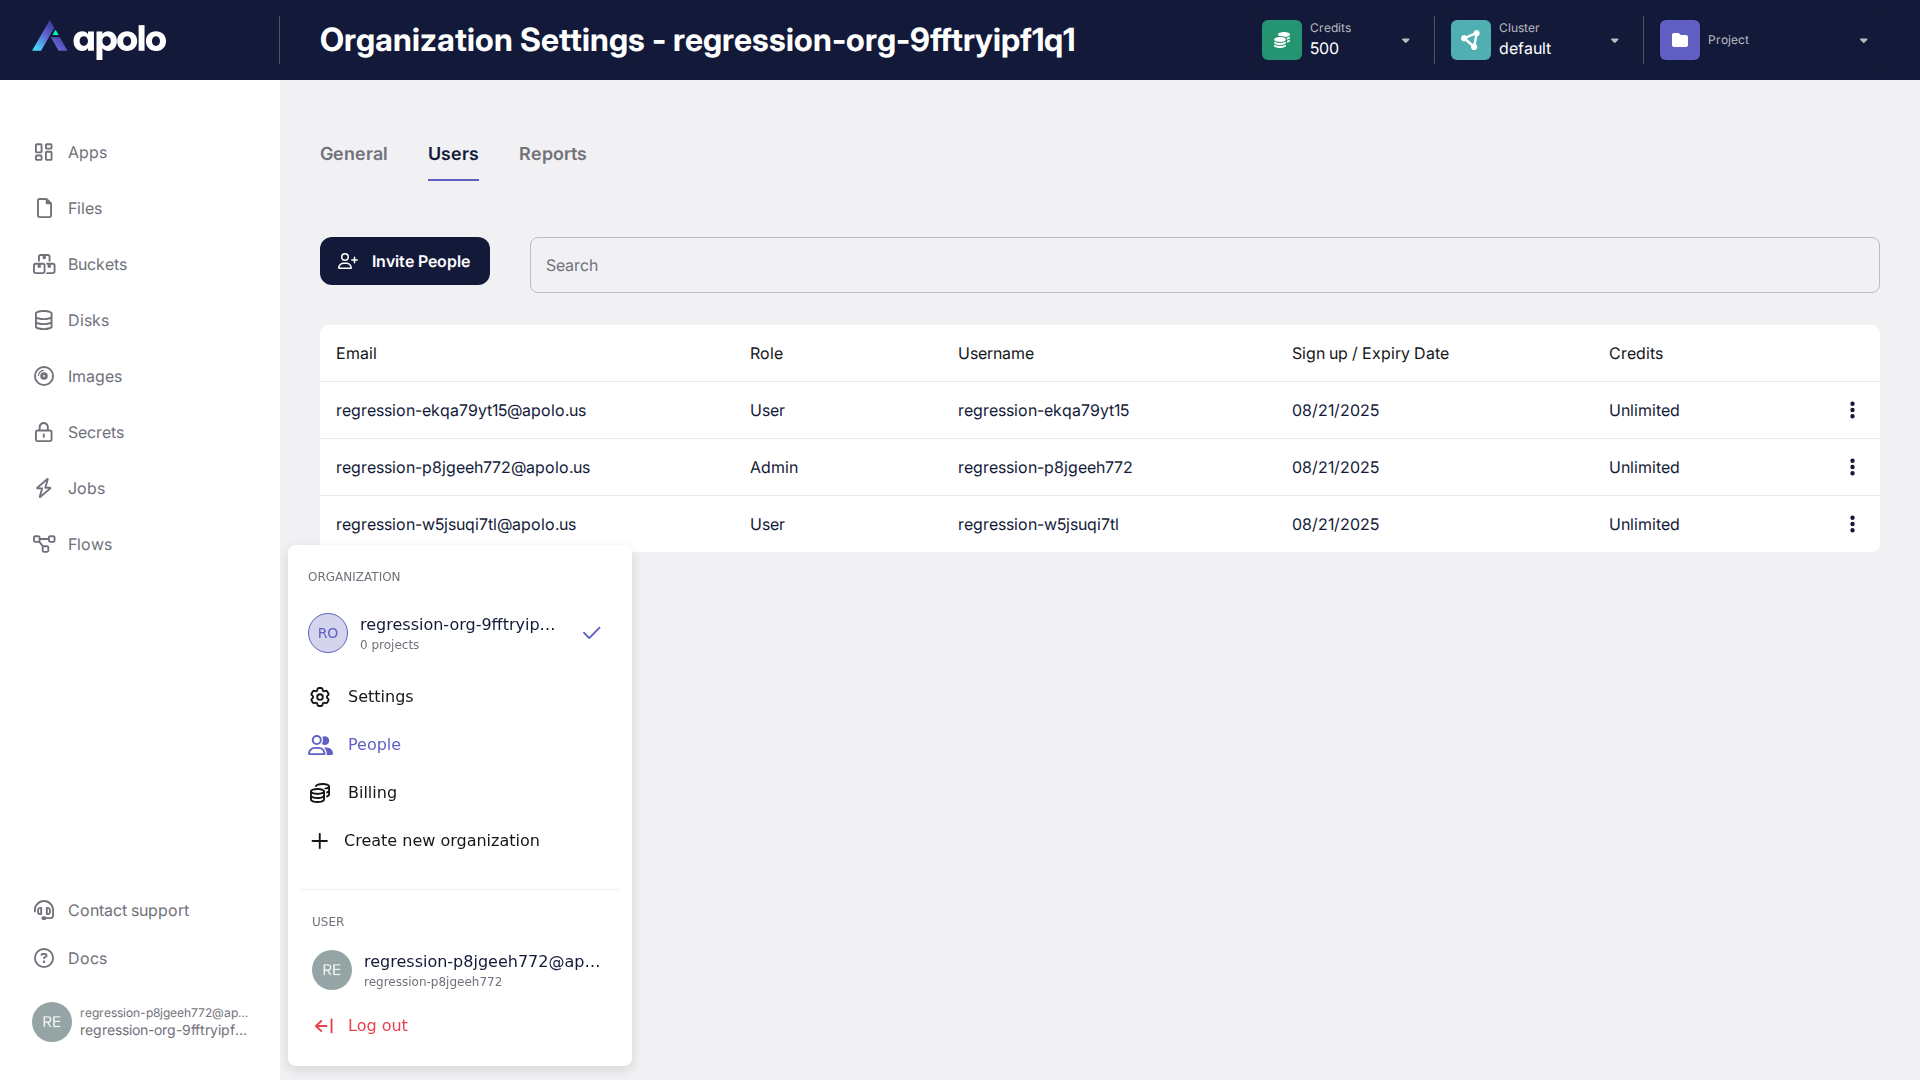 apolo
Organization Settings - regression-org-9fftryipf1q1
Credits
500
Cluster
default
Project
Apps
Files
Buckets
Disks
Images
Secrets
Jobs
Flows
General Users Reports
Invite People
Search
Email Role Username Sign up / Expiry Date Credits
regression-ekqa79yt15@apolo.us User regression-ekqa79yt15 08/21/2025 Unlimited
regression-p8jgeeh772@apolo.us Admin regression-p8jgeeh772 08/21/2025 Unlimited
regression-w5jsuqi7tl@apolo.us User regression-w5jsuqi7tl 08/21/2025 Unlimited
ORGANIZATION
RO
regression-org-9fftryip...
0 projects
Settings
People
Billing
Create new organization
USER
RE
regression-p8jgeeh772@ap...
regression-p8jgeeh772
Log out
Contact support
Docs
RE
regression-p8jgeeh772@ap...
regression-org-9fftryipf...